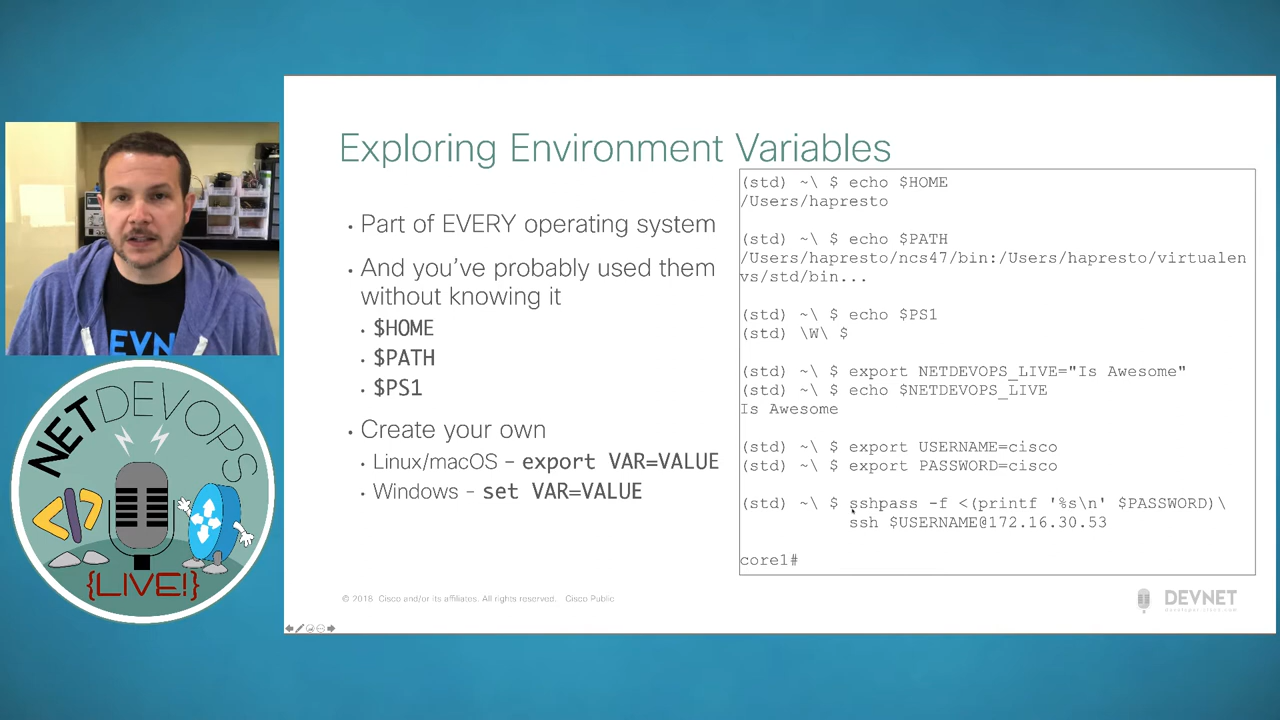 Exploring Environment Variables
• Part of EVERY operating system
• And you've probably used them
without knowing it
• $HOME
• $PATH
• $PS1
• Create your own
• Linux/macOS – export VAR=VALUE
• Windows – set VAR=VALUE
(std) ~\ $ echo $HOME
/Users/hapresto
(std) ~\ $ echo $PATH
/Users/hapresto/ncs47/bin:/Users/hapresto/virtualen
vs/std/bin...
(std) ~\ $ echo $PS1
(std) \W\ $
(std) ~\ $ export NETDEVOPS_LIVE="Is Awesome"
(std) ~\ $ echo $NETDEVOPS_LIVE
Is Awesome
(std) ~\ $ export USERNAME=cisco
(std) ~\ $ export PASSWORD=cisco
(std) ~\ $ sshpass -f <(printf '%s\n' $PASSWORD)\
ssh $USERNAME@172.16.30.53
core1#
© 2018 Cisco and/or its affiliates. All rights reserved. Cisco Public
DEVNET
developer.cisco.com
EVN
NETDEVOPS
</>
{LIVE!}